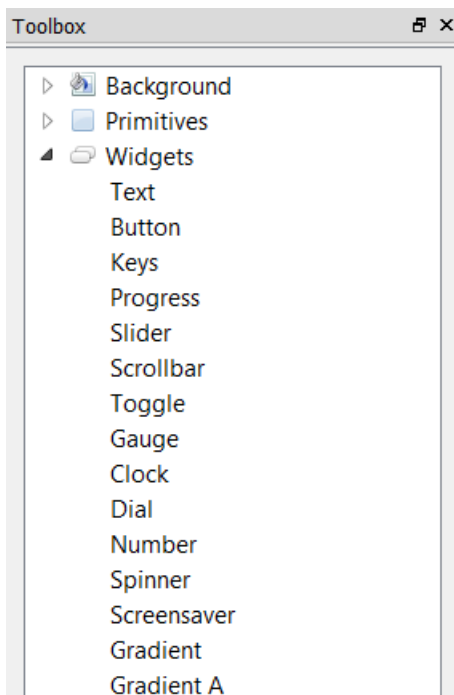 Toolbox
Background
Primitives
Widgets
Text
Button
Keys
Progress
Slider
Scrollbar
Toggle
Gauge
Clock
Dial
Number
Spinner
Screensaver
Gradient
Gradient A